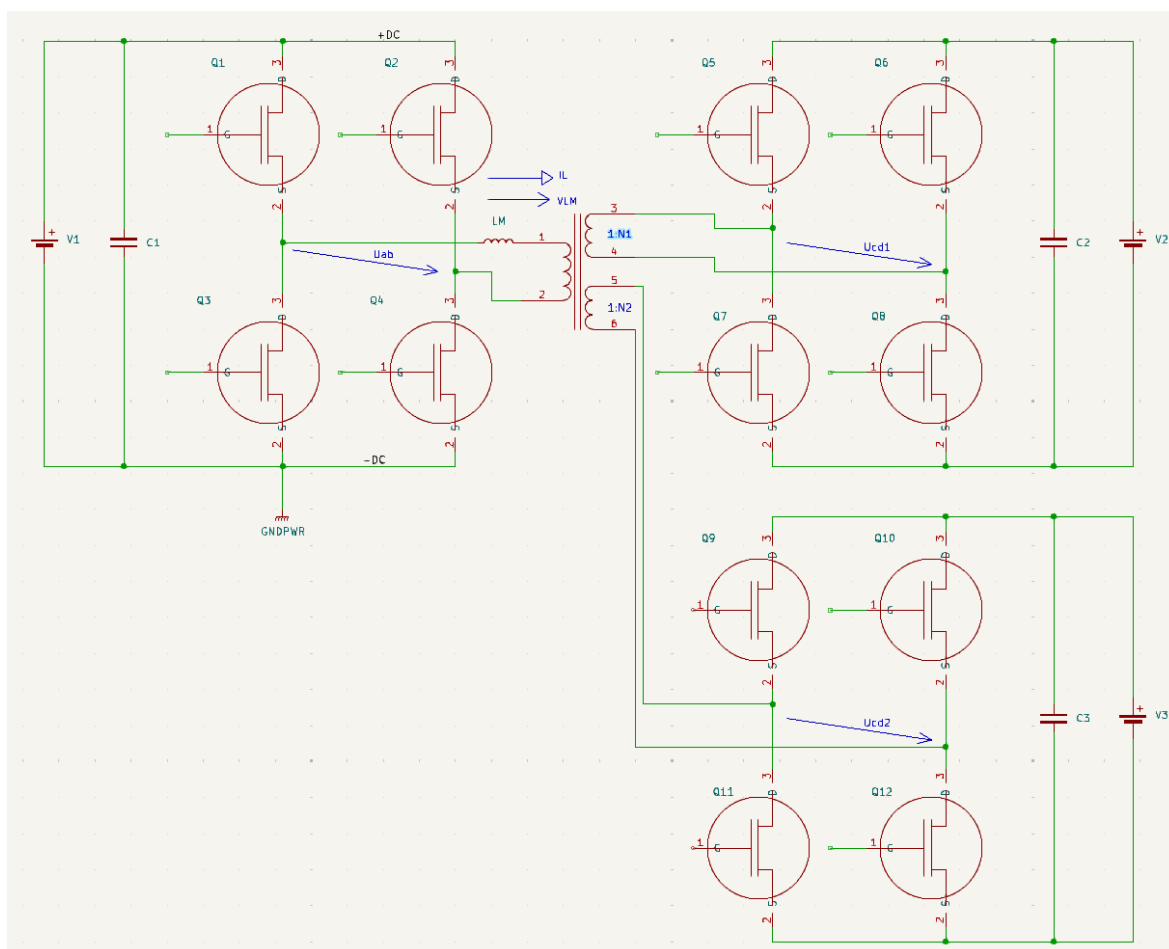 +DC
Q1
Q2
Q5
Q6
3
D
3
D
3
D
3
D
1
G
1
G
1
G
1
G
S
2
S
2
S
2
S
2
IL
VLM
LM
1
2
3
4
5
6
1:N1
1:N2
Uab
Ucd1
V1
C1
C2
V2
Q3
Q4
Q7
Q8
3
D
3
D
3
D
3
D
1
G
1
G
1
G
1
G
S
2
S
2
S
2
S
2
-DC
GNDPWR
Q9
Q10
3
D
3
D
1
G
1
G
S
2
S
2
Ucd2
C3
V3
Q11
Q12
3
D
3
D
1
G
1
G
S
2
S
2
+
+
+